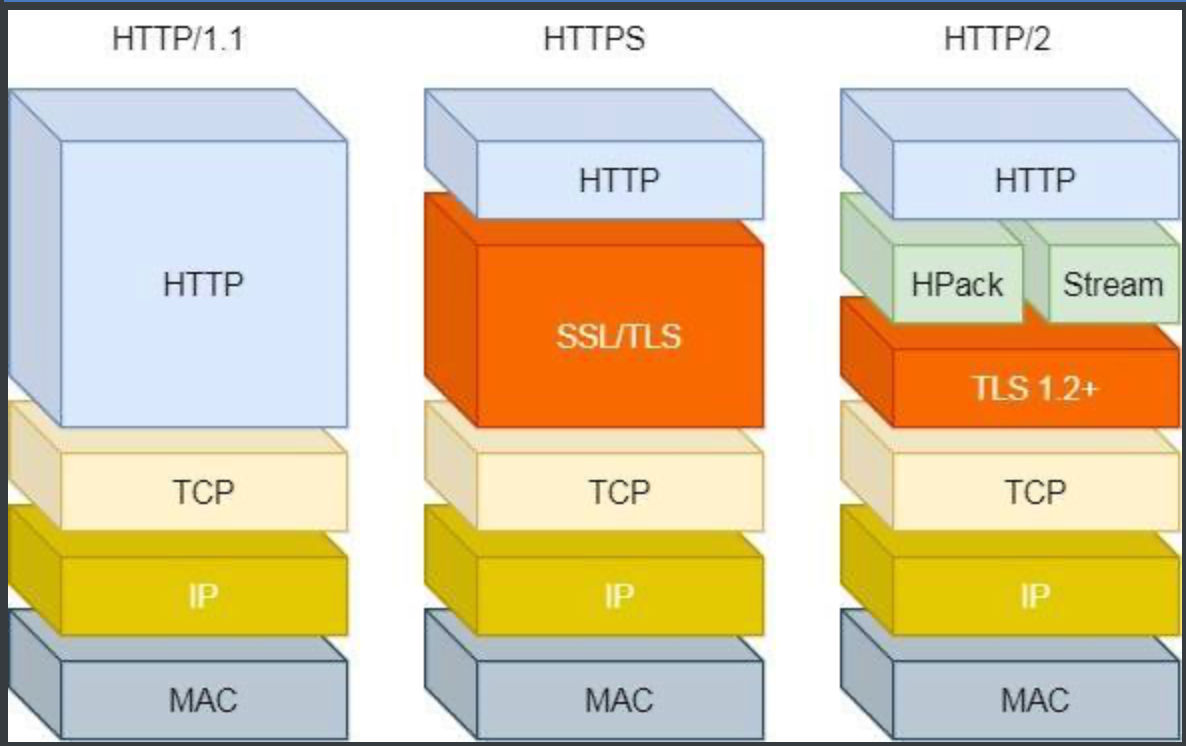 HTTP/1.1
HTTPS
HTTP/2
HTTP
TCP
IP
MAC
HTTP
SSL/TLS
TCP
IP
MAC
HTTP
HPack
Stream
TLS 1.2+
TCP
IP
MAC